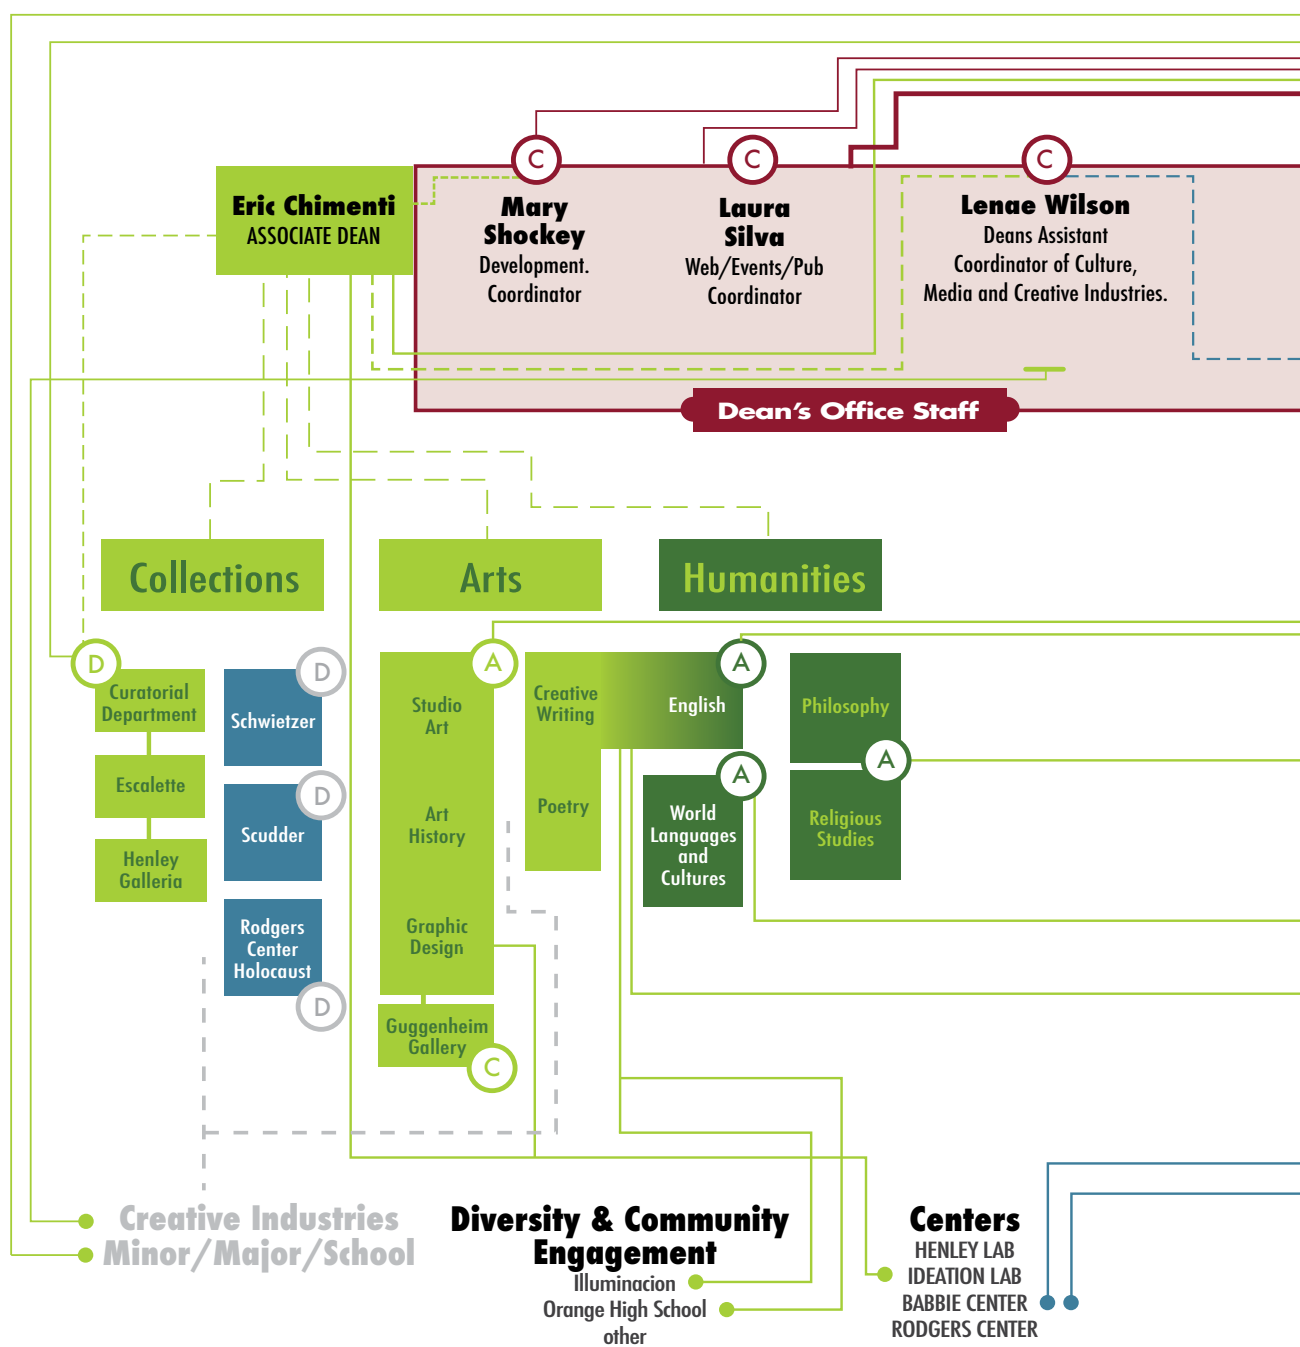 C
C
C
Eric Chimenti
ASSOCIATE DEAN
Mary
Shockey
Development.
Coordinator
Laura
Silva
Web/Events/Pub
Coordinator
Lenae Wilson
Deans Assistant
Coordinator of Culture,
Media and Creative Industries.
Dean's Office Staff
Collections
Arts
Humanities
D
Curatorial
Department
Escalette
Henley
Galleria
D
Schwietzer
D
Scudder
Rodgers
Center
Holocaust
D
A
Studio
Art
Art
History
Graphic
Design
Guggenheim
Gallery
C
Creative
Writing
Poetry
A
English
A
World
Languages
and
Cultures
Philosophy
A
Religious
Studies
Creative Industries
Minor/Major/School
Diversity & Community
Engagement
Illuminacion
Orange High School
other
Centers
HENLEY LAB
IDEATION LAB
BABBIE CENTER
RODGERS CENTER